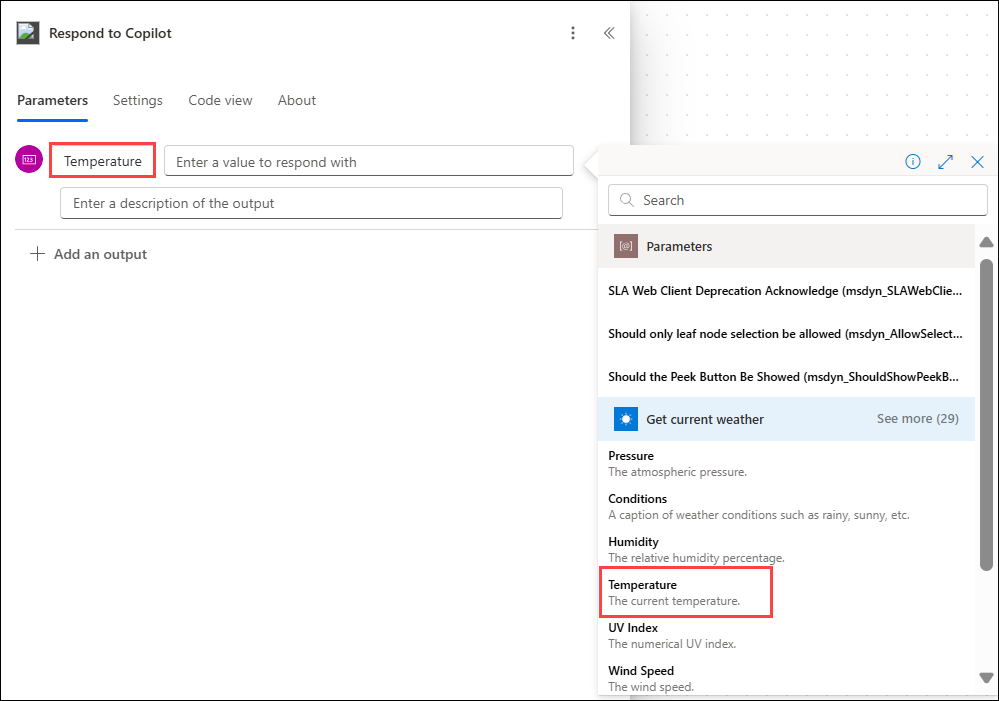 Respond to Copilot
Parameters Settings Code view About
123 Temperature Enter a value to respond with
Enter a description of the output
Add an output
Search
[@] Parameters
SLA Web Client Deprecation Acknowledge (msdyn_SLAWebClie...
Should only leaf node selection be allowed (msdyn_AllowSelect...
Should the Peek Button Be Showed (msdyn_ShouldShowPeekB...
Get current weather See more (29)
Pressure
The atmospheric pressure.
Conditions
A caption of weather conditions such as rainy, sunny, etc.
Humidity
The relative humidity percentage.
Temperature
The current temperature.
UV Index
The numerical UV index.
Wind Speed
The wind speed.